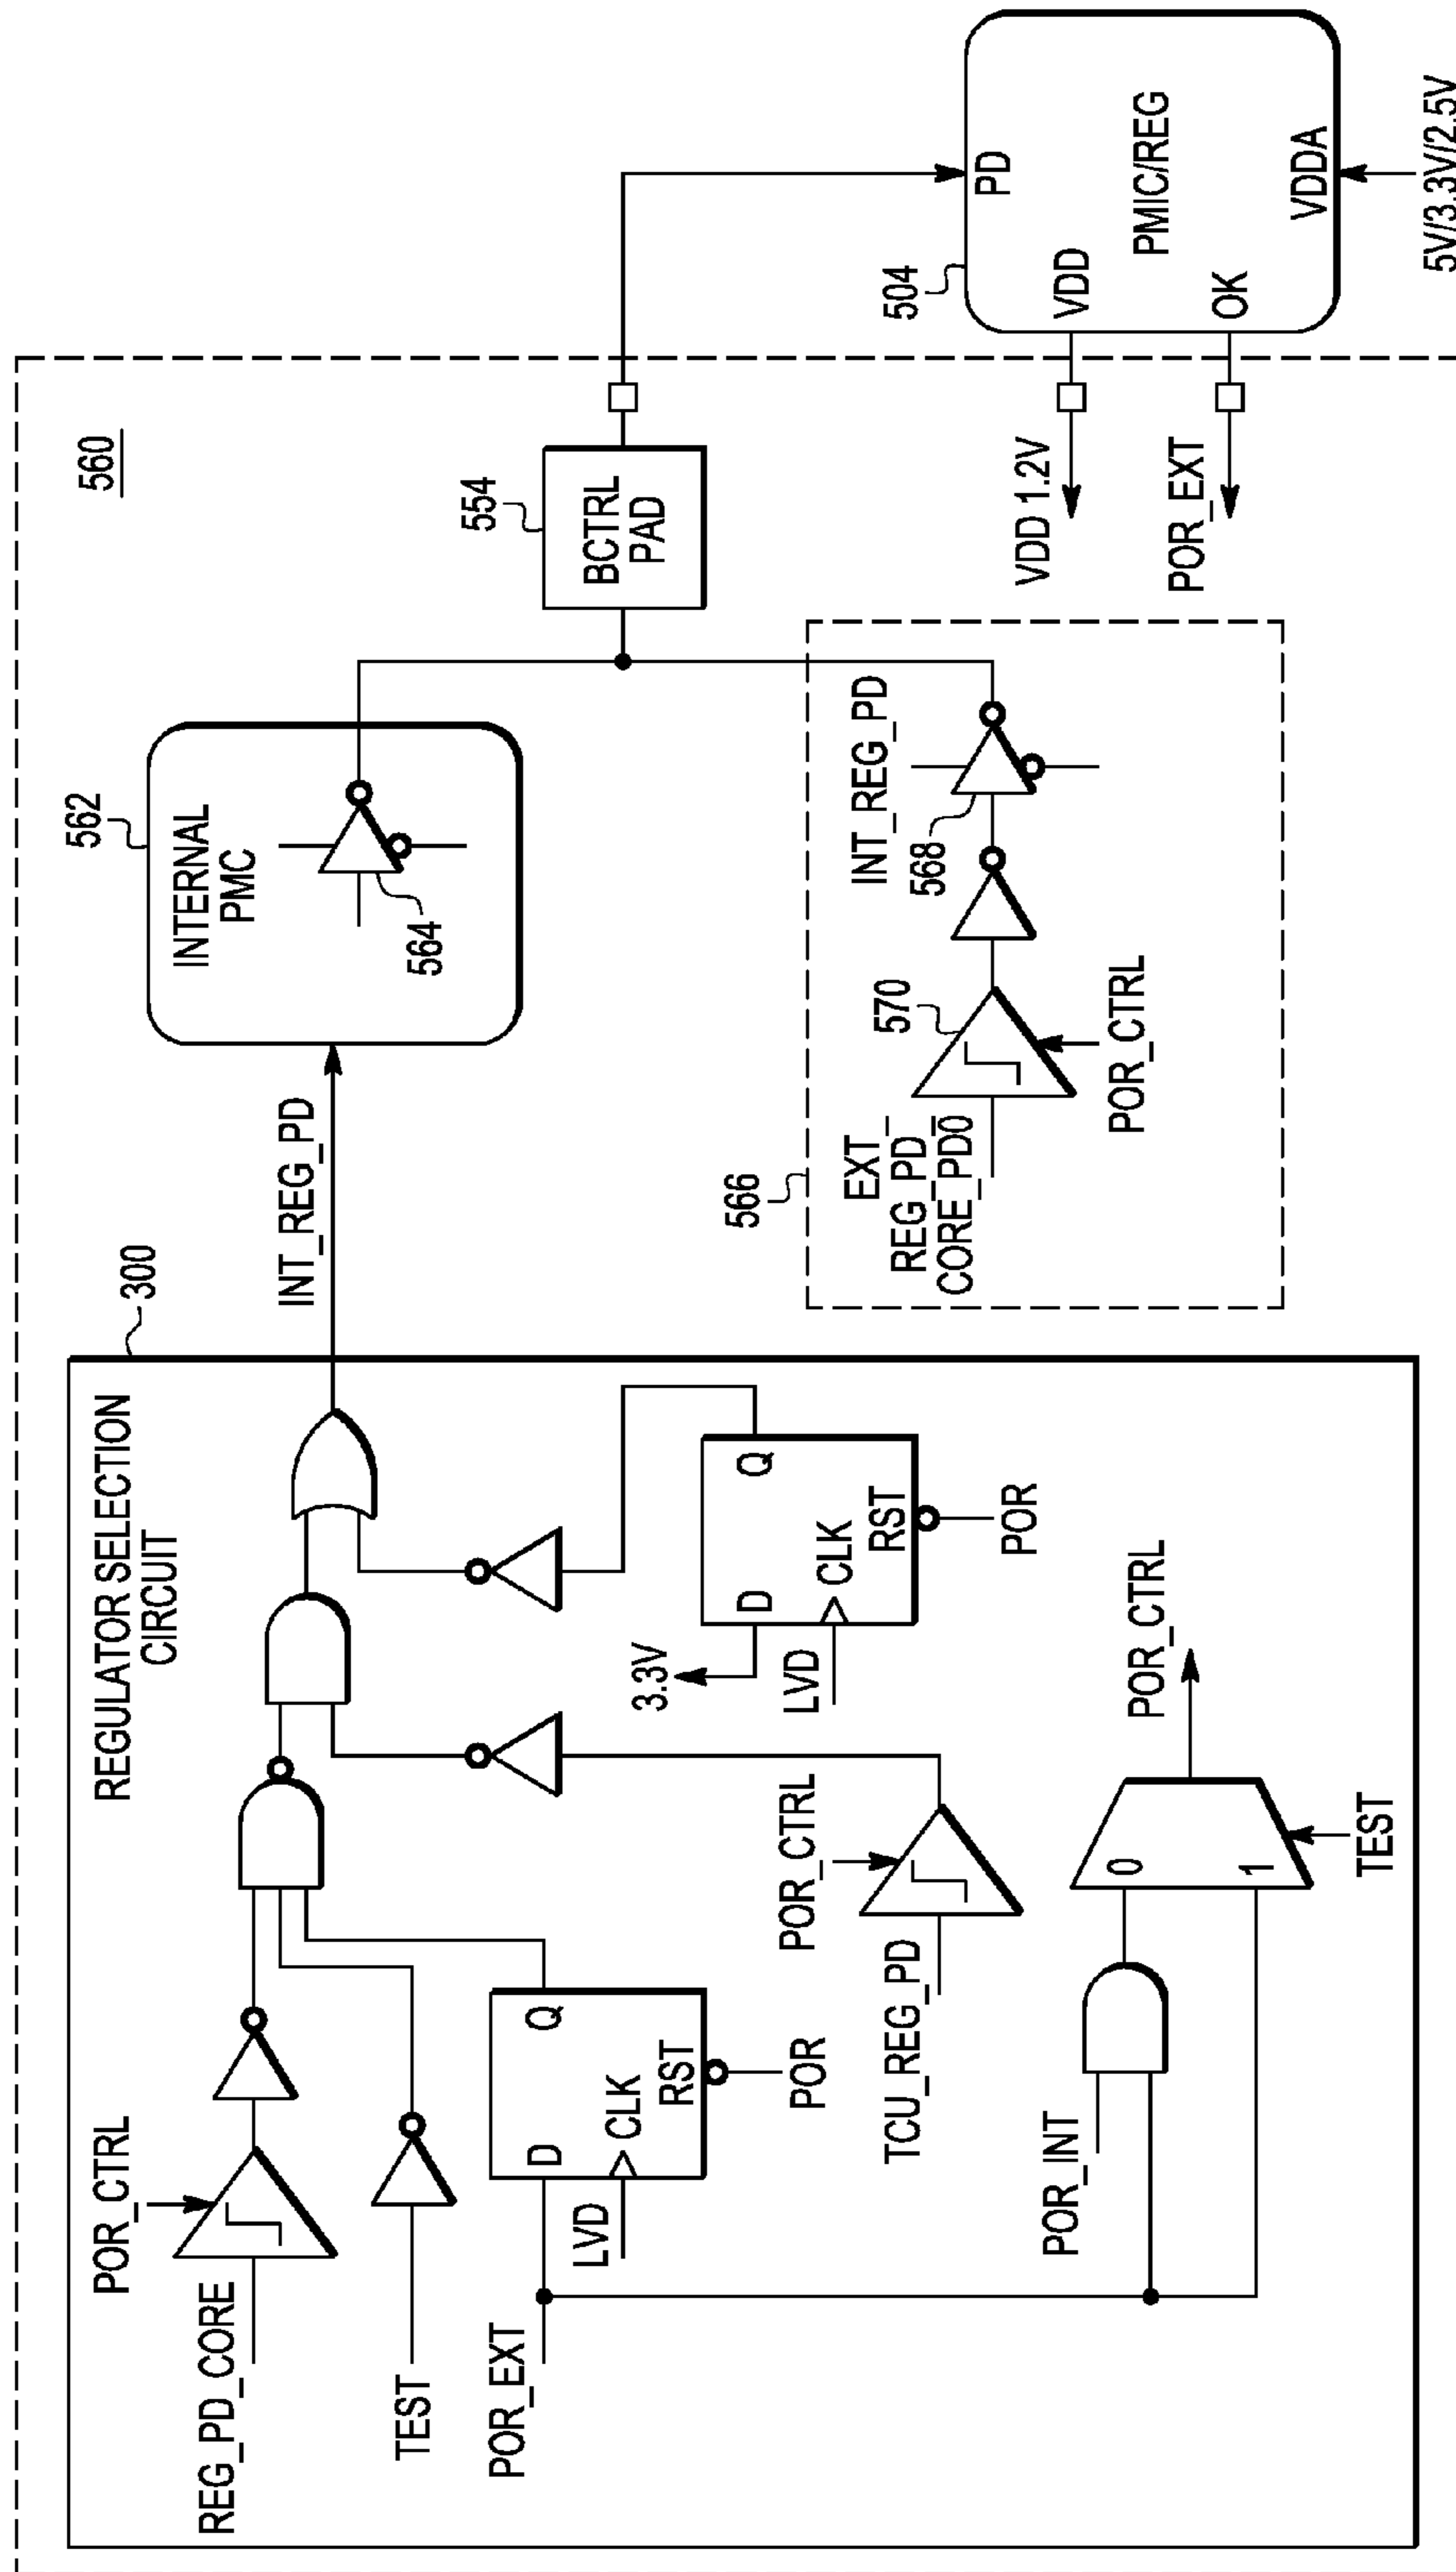 560
REGULATOR SELECTION
CIRCUIT
300
POR_CTRL
REG_PD_CORE
TEST
POR_EXT
D
Q
LVD
CLK
RST
POR
3.3V
D
Q
LVD
CLK
RST
POR
POR_CTRL
TCU_REG_PD
POR_INT
0
1
TEST
POR_CTRL
INT_REG_PD
562
INTERNAL
PMC
564
554
BCTRL
PAD
566
EXT_
REG_PD_
CORE_PD0
570
POR_CTRL
INT_REG_PD
568
VDD 1.2V
POR_EXT
504
PD
VDD
PMIC/REG
OK
VDDA
5V/3.3V/2.5V